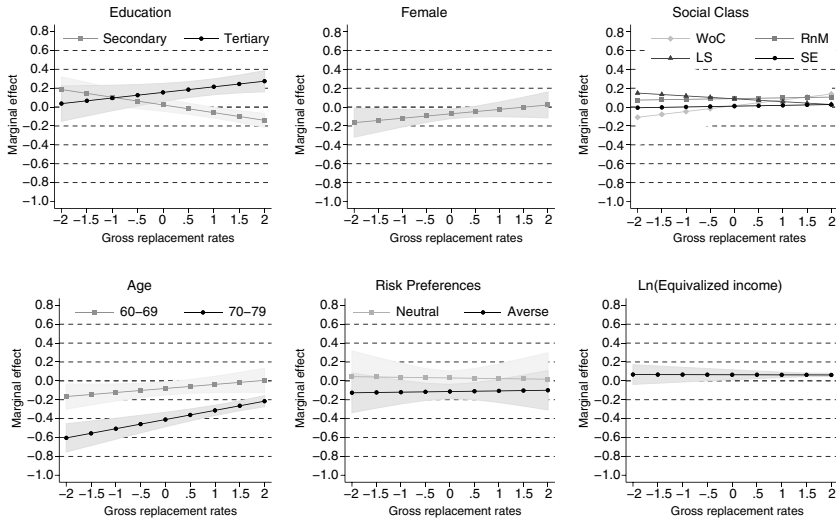 Education
Secondary Tertiary
Marginal effect
0.8
0.6
0.4
0.2
0.0
−0.2
−0.4
−0.6
−0.8
−1.0
−2 −1.5 −1 −.5 0 .5 1 1.5 2
Gross replacement rates
Female
Marginal effect
0.8
0.6
0.4
0.2
0.0
−0.2
−0.4
−0.6
−0.8
−1.0
−2 −1.5 −1 −.5 0 .5 1 1.5 2
Gross replacement rates
Social Class
WoC RnM
LS SE
Marginal effect
0.8
0.6
0.4
0.2
0.0
−0.2
−0.4
−0.6
−0.8
−1.0
−2 −1.5 −1 −.5 0 .5 1 1.5 2
Gross replacement rates
Age
60−69 70−79
Marginal effect
0.8
0.6
0.4
0.2
0.0
−0.2
−0.4
−0.6
−0.8
−1.0
−2 −1.5 −1 −.5 0 .5 1 1.5 2
Gross replacement rates
Risk Preferences
Neutral Averse
Marginal effect
0.8
0.6
0.4
0.2
0.0
−0.2
−0.4
−0.6
−0.8
−1.0
−2 −1.5 −1 −.5 0 .5 1 1.5 2
Gross replacement rates
Ln(Equivalized income)
Marginal effect
0.8
0.6
0.4
0.2
0.0
−0.2
−0.4
−0.6
−0.8
−1.0
−2 −1.5 −1 −.5 0 .5 1 1.5 2
Gross replacement rates